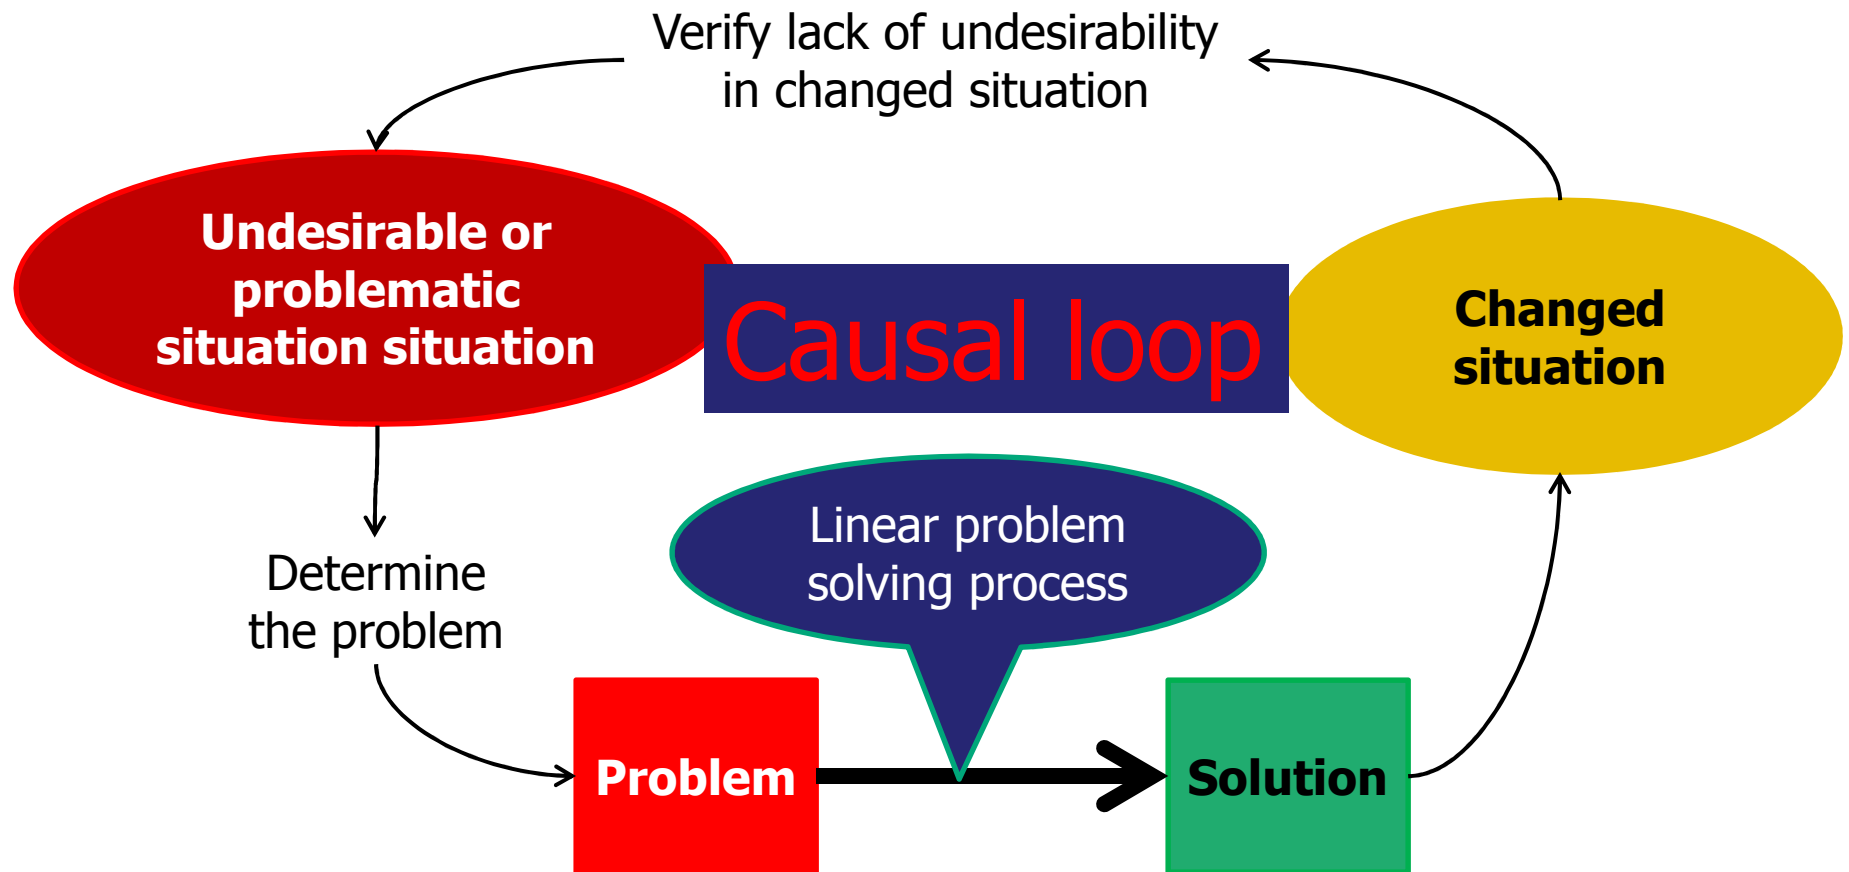 Verify lack of undesirability
in changed situation
Undesirable or
problematic
situation situation
Causal loop
Changed
situation
Linear problem
solving process
Determine
the problem
Problem
Solution